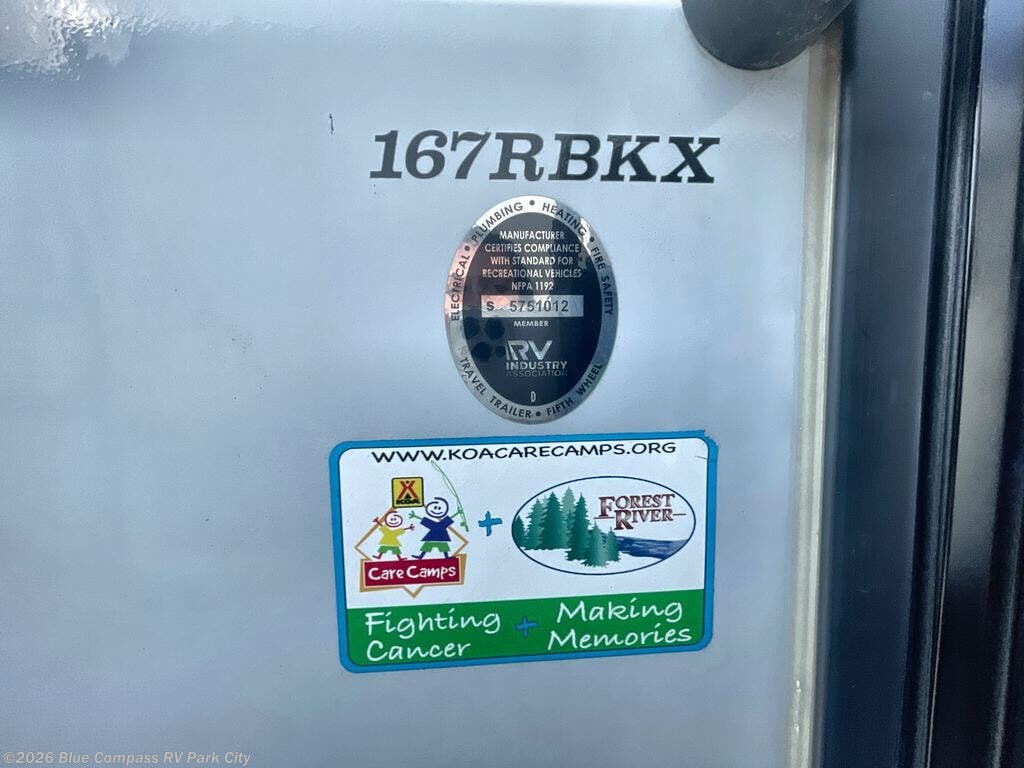 167RBKX
ELECTRICAL • PLUMBING • HEATING • FIRE SAFETY
MANUFACTURER
CERTIFIES COMPLIANCE
WITH STANDARD FOR
RECREATIONAL VEHICLES
NFPA 1192
S 5751012
MEMBER
RV
INDUSTRY
ASSOCIATION
D
TRAVEL TRAILER • FIFTH WHEEL
WWW.KOACARECAMPS.ORG
KOA
Care Camps
+
FOREST
RIVER
Fighting + Making
Cancer Memories
©2026 Blue Compass RV Park City